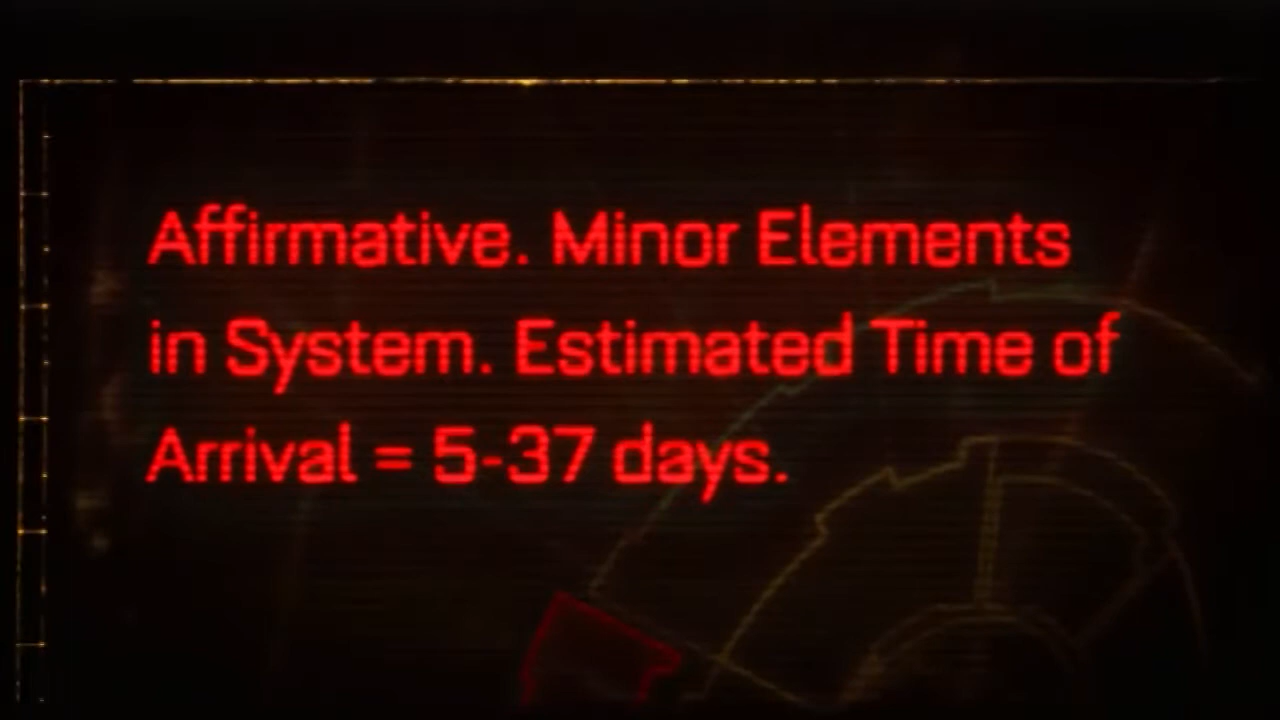 Affirmative. Minor Elements
in System. Estimated Time of
Arrival = 5-37 days.